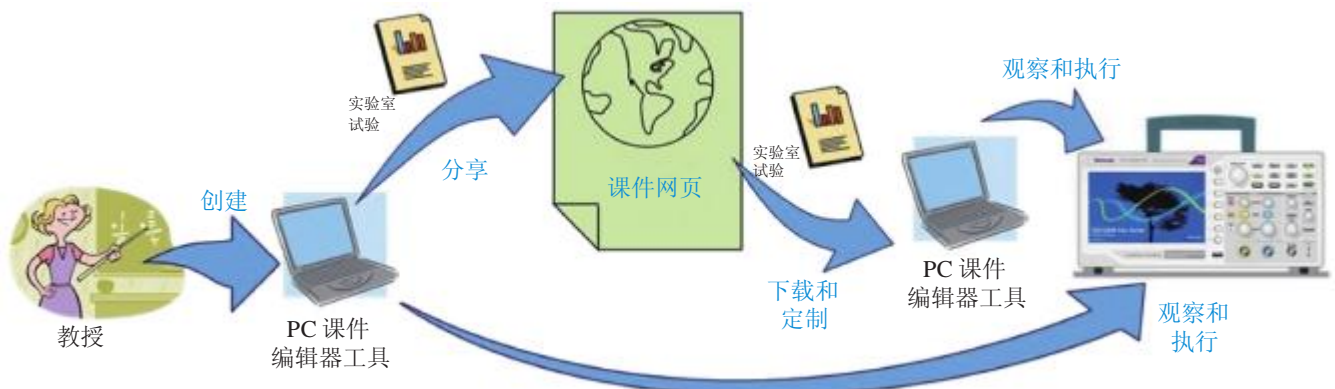 教授
创建
PC 课件
编辑器工具
实验室
试验
分享
课件网页
实验室
试验
下载和
定制
PC 课件
编辑器工具
观察和执行
观察和
执行
Tektronix